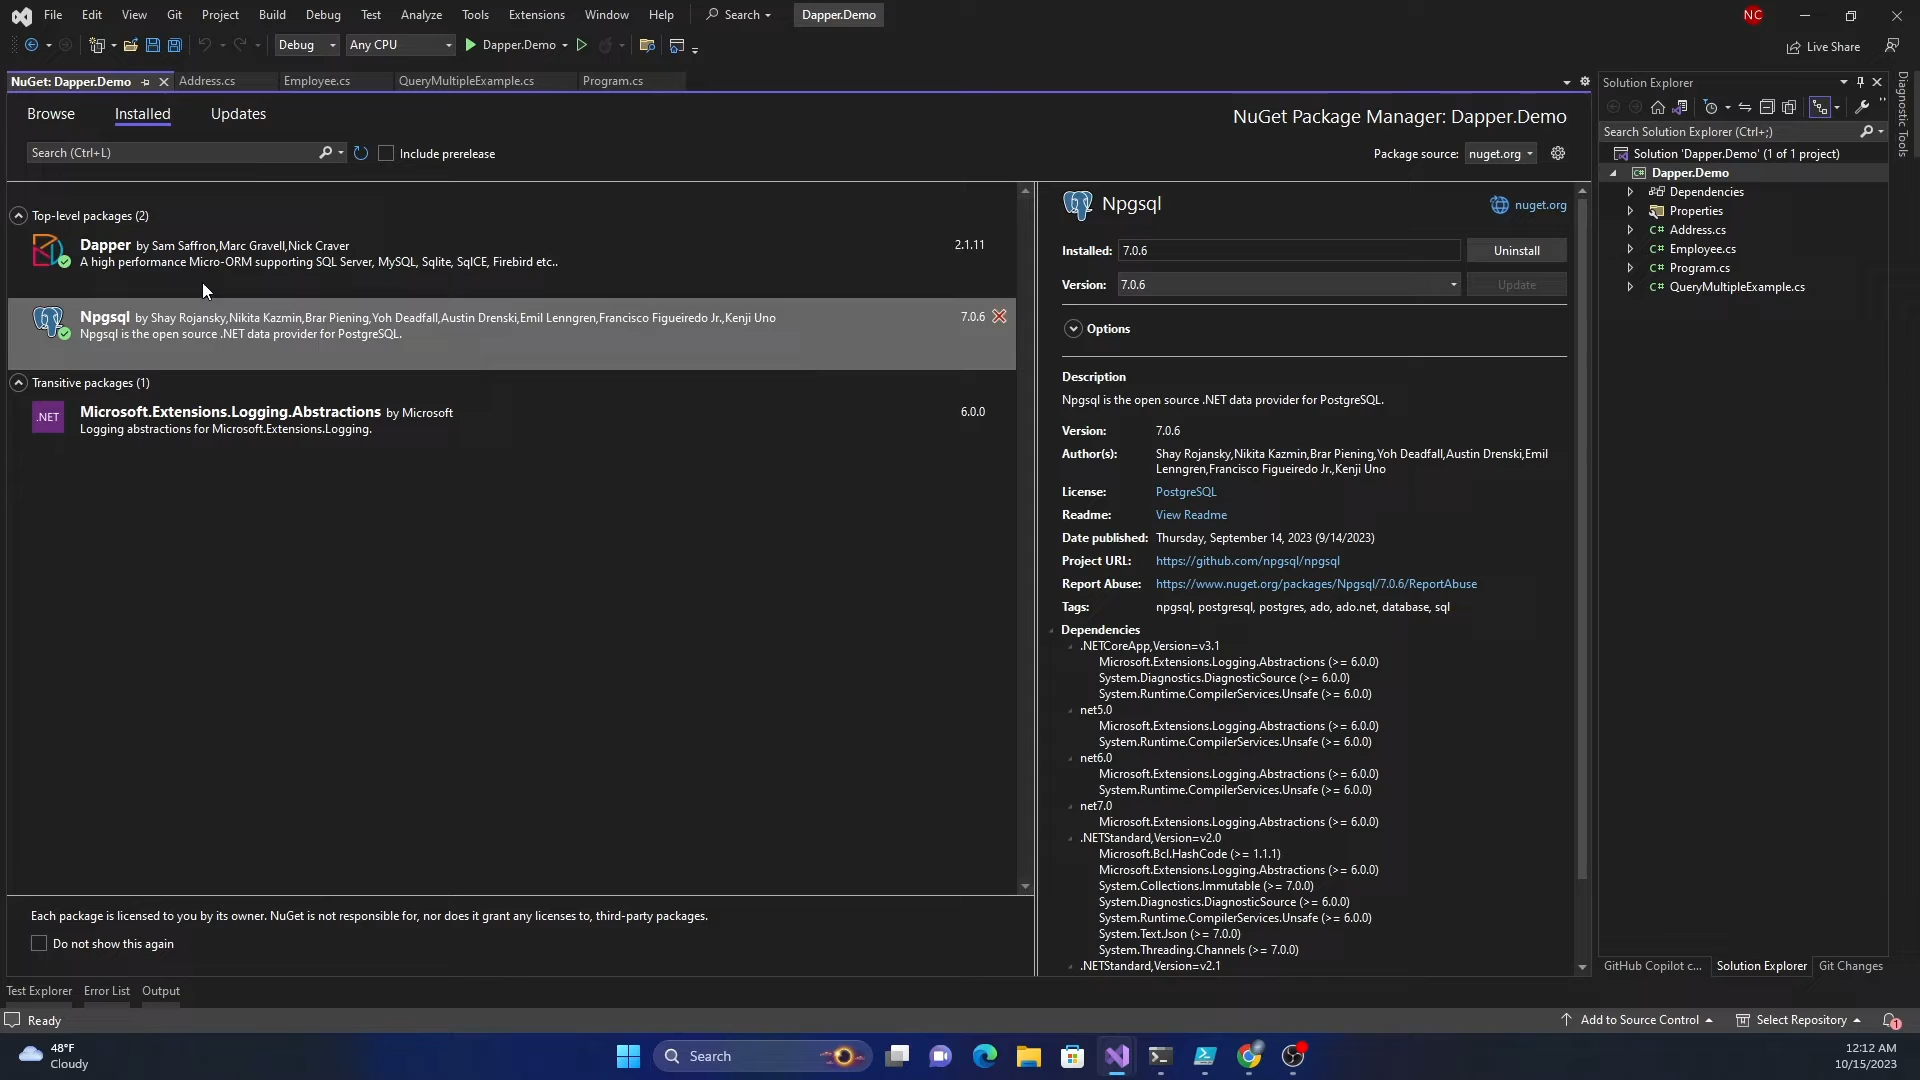 File Edit View Git Project Build Debug Test Analyze Tools Extensions Window Help Search Dapper.Demo NC
Debug Any CPU Dapper.Demo Live Share
NuGet: Dapper.Demo Address.cs Employee.cs QueryMultipleExample.cs Program.cs
Browse Installed Updates
NuGet Package Manager: Dapper.Demo
Search (Ctrl+L) Include prerelease
Package source: nuget.org
Top-level packages (2)
Dapper by Sam Saffron,Marc Gravell,Nick Craver 2.1.11
A high performance Micro-ORM supporting SQL Server, MySQL, Sqlite, SqlCE, Firebird etc..
Npgsql by Shay Rojansky,Nikita Kazmin,Brar Piening,Yoh Deadfall,Austin Drenski,Emil Lenngren,Francisco Figueiredo Jr.,Kenji Uno 7.0.6
Npgsql is the open source .NET data provider for PostgreSQL.
Transitive packages (1)
.NET
Microsoft.Extensions.Logging.Abstractions by Microsoft 6.0.0
Logging abstractions for Microsoft.Extensions.Logging.
Each package is licensed to you by its owner. NuGet is not responsible for, nor does it grant any licenses to, third-party packages.
Do not show this again
Npgsql nuget.org
Installed: 7.0.6 Uninstall
Version: 7.0.6 Update
Options
Description
Npgsql is the open source .NET data provider for PostgreSQL.
Version: 7.0.6
Author(s): Shay Rojansky,Nikita Kazmin,Brar Piening,Yoh Deadfall,Austin Drenski,Emil
Lenngren,Francisco Figueiredo Jr.,Kenji Uno
License: PostgreSQL
Readme: View Readme
Date published: Thursday, September 14, 2023 (9/14/2023)
Project URL: https://github.com/npgsql/npgsql
Report Abuse: https://www.nuget.org/packages/Npgsql/7.0.6/ReportAbuse
Tags: npgsql, postgresql, postgres, ado, ado.net, database, sql
Dependencies
.NETCoreApp,Version=v3.1
Microsoft.Extensions.Logging.Abstractions (>= 6.0.0)
System.Diagnostics.DiagnosticSource (>= 6.0.0)
System.Runtime.CompilerServices.Unsafe (>= 6.0.0)
net5.0
Microsoft.Extensions.Logging.Abstractions (>= 6.0.0)
System.Runtime.CompilerServices.Unsafe (>= 6.0.0)
net6.0
Microsoft.Extensions.Logging.Abstractions (>= 6.0.0)
System.Runtime.CompilerServices.Unsafe (>= 6.0.0)
net7.0
Microsoft.Extensions.Logging.Abstractions (>= 6.0.0)
.NETStandard,Version=v2.0
Microsoft.Bcl.HashCode (>= 1.1.1)
Microsoft.Extensions.Logging.Abstractions (>= 6.0.0)
System.Collections.Immutable (>= 7.0.0)
System.Diagnostics.DiagnosticSource (>= 6.0.0)
System.Runtime.CompilerServices.Unsafe (>= 6.0.0)
System.Text.Json (>= 7.0.0)
System.Threading.Channels (>= 7.0.0)
.NETStandard,Version=v2.1
Solution Explorer
Search Solution Explorer (Ctrl+;)
Solution 'Dapper.Demo' (1 of 1 project)
C# Dapper.Demo
Dependencies
Properties
C# Address.cs
C# Employee.cs
C# Program.cs
C# QueryMultipleExample.cs
GitHub Copilot c... Solution Explorer Git Changes
Diagnostic Tools
Test Explorer Error List Output
Ready Add to Source Control Select Repository 1
48°F
Cloudy
Search
12:12 AM
10/15/2023